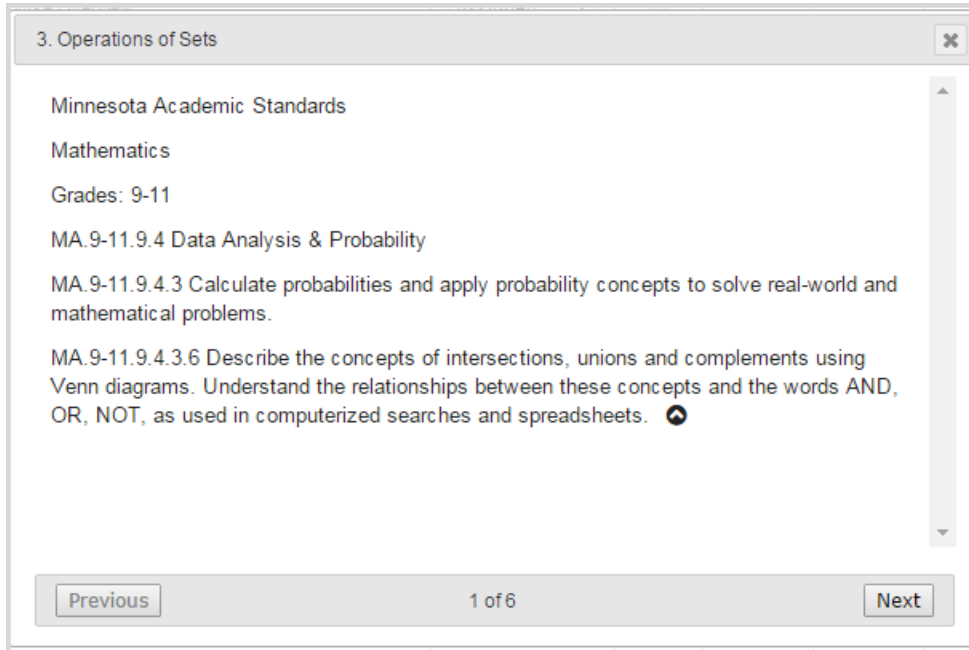 3. Operations of Sets
Minnesota Academic Standards
Mathematics
Grades: 9-11
MA.9-11.9.4 Data Analysis & Probability
MA.9-11.9.4.3 Calculate probabilities and apply probability concepts to solve real-world and
mathematical problems.
MA.9-11.9.4.3.6 Describe the concepts of intersections, unions and complements using
Venn diagrams. Understand the relationships between these concepts and the words AND,
OR, NOT, as used in computerized searches and spreadsheets.
Previous 1 of 6 Next